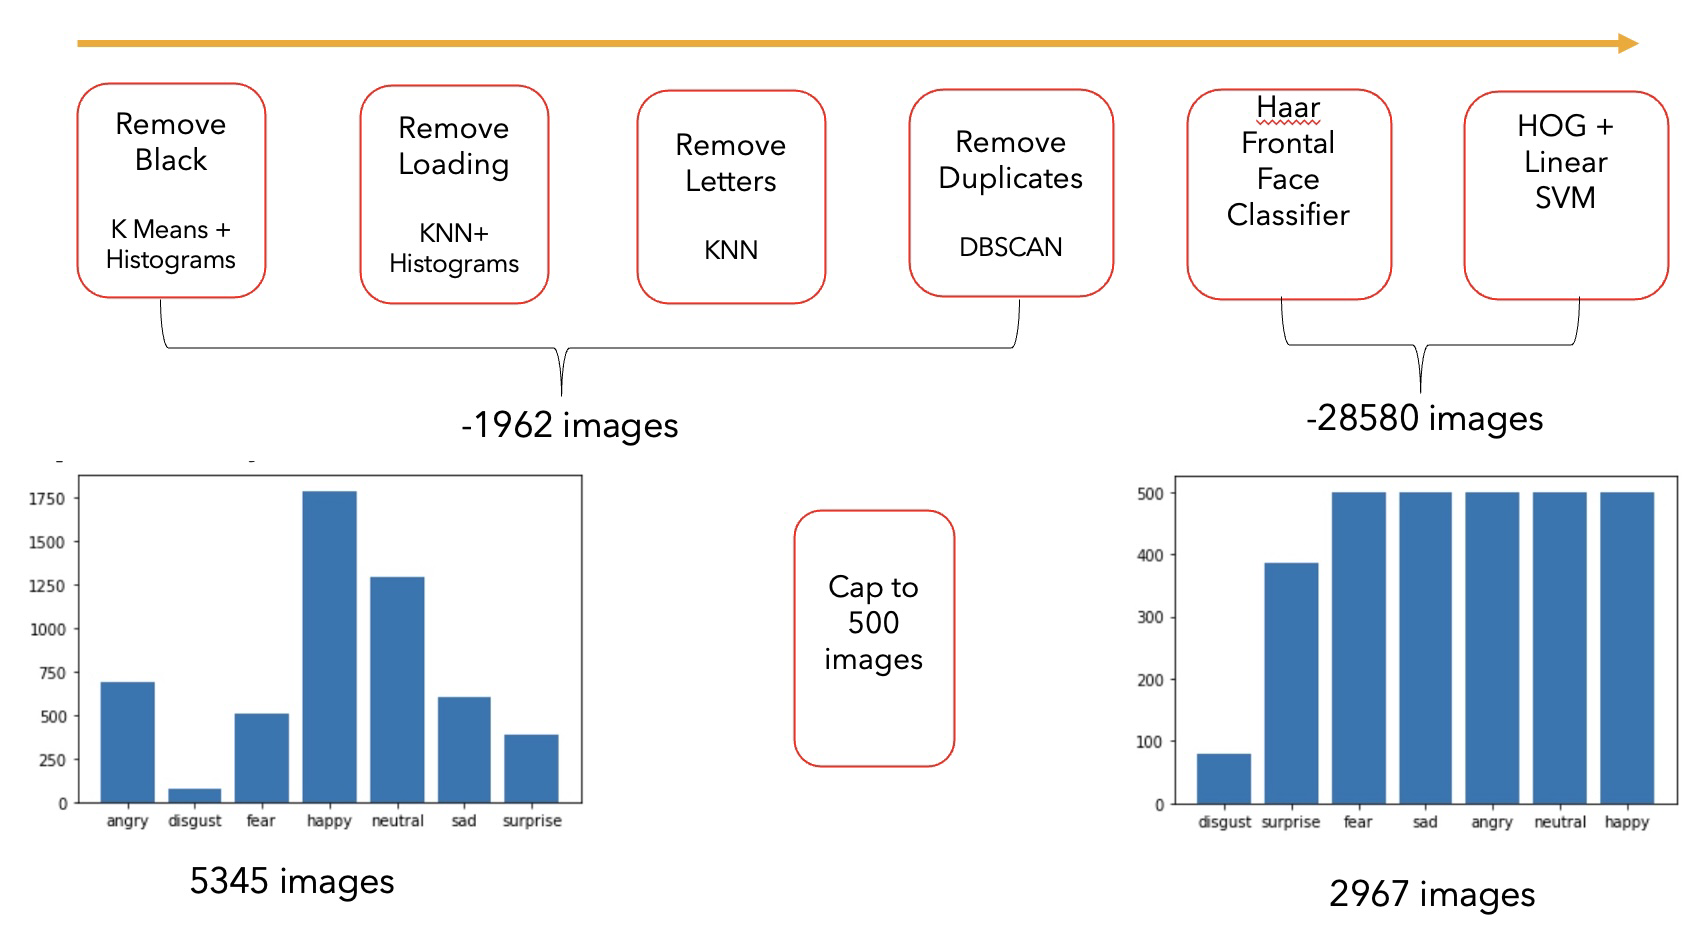 Remove
Black
K Means +
Histograms
Remove
Loading
KNN+
Histograms
Remove
Letters
KNN
Remove
Duplicates
DBSCAN
Haar
Frontal
Face
Classifier
HOG +
Linear
SVM
-1962 images
-28580 images
1750
1500
1250
1000
750
500
250
0
angry disgust fear happy neutral sad surprise
5345 images
Cap to
500
images
500
400
300
200
100
0
disgust surprise fear sad angry neutral happy
2967 images